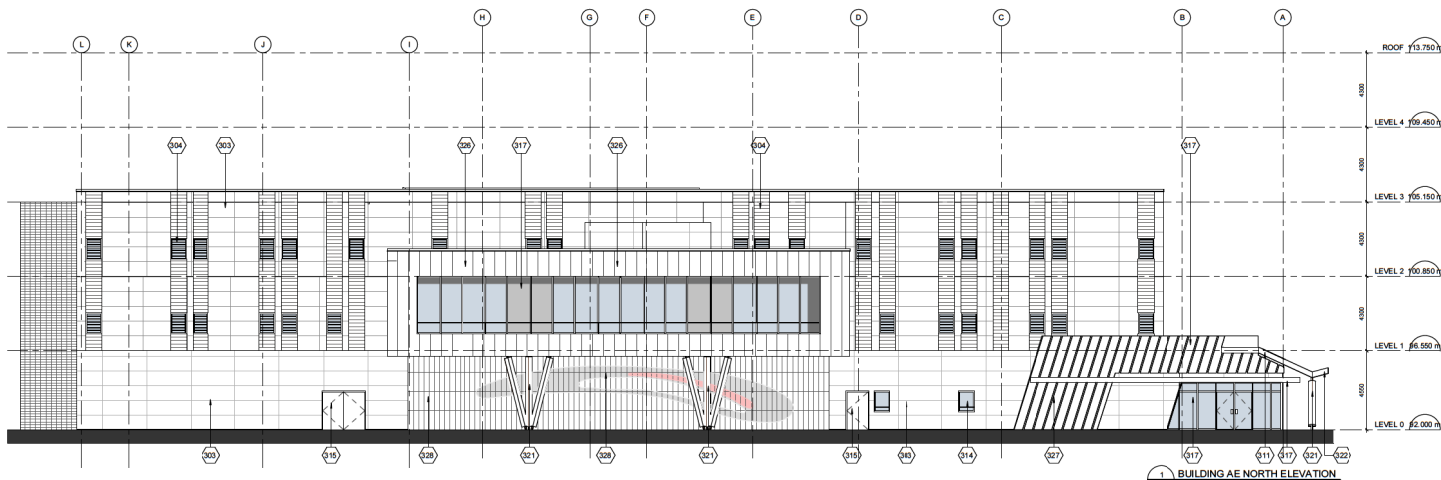 H G F E D C B A
L K J I
ROOF 113.750 m
4300
LEVEL 4 109.450 m
4300
304 303 326 317 326 304 317
LEVEL 3 105.150 m
4300
LEVEL 2 100.850 m
4300
LEVEL 1 96.550 m
4550
LEVEL 0 92.000 m
303 315 328 321 328 321 315 303 314 327 317 311 317 321 322
1 BUILDING AE NORTH ELEVATION